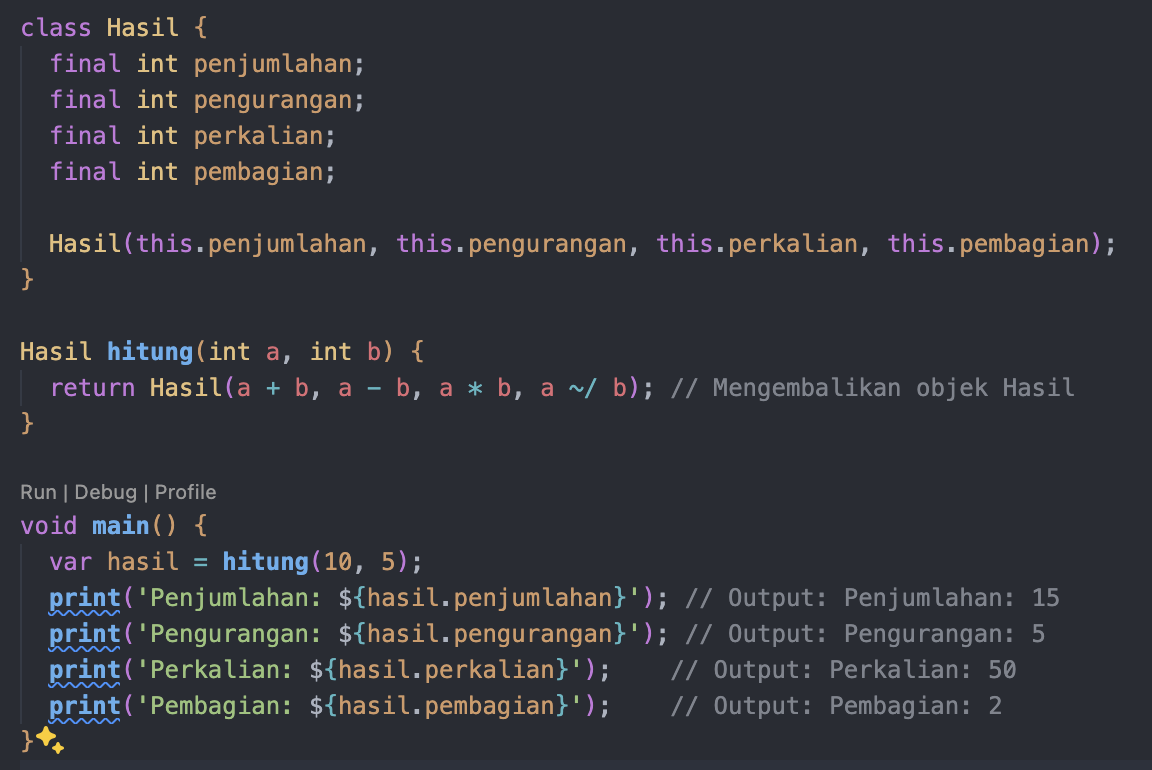 class Hasil {
  final int penjumlahan;
  final int pengurangan;
  final int perkalian;
  final int pembagian;

  Hasil(this.penjumlahan, this.pengurangan, this.perkalian, this.pembagian);
}

Hasil hitung(int a, int b) {
  return Hasil(a + b, a - b, a * b, a ~/ b); // Mengembalikan objek Hasil
}

Run | Debug | Profile
void main() {
  var hasil = hitung(10, 5);
  print('Penjumlahan: ${hasil.penjumlahan}'); // Output: Penjumlahan: 15
  print('Pengurangan: ${hasil.pengurangan}'); // Output: Pengurangan: 5
  print('Perkalian: ${hasil.perkalian}');    // Output: Perkalian: 50
  print('Pembagian: ${hasil.pembagian}');    // Output: Pembagian: 2
}